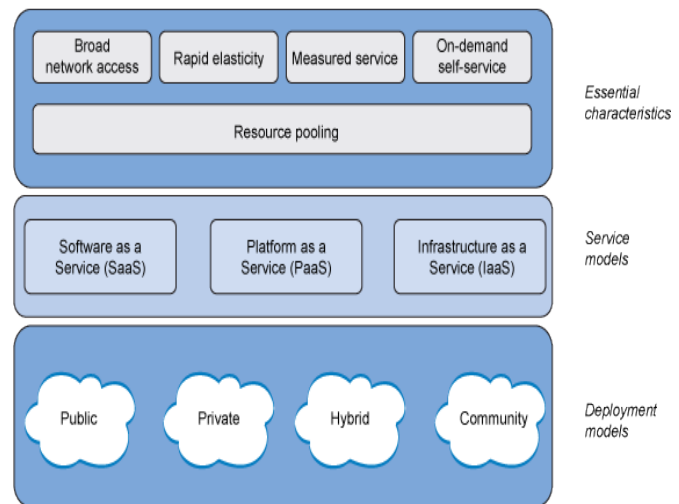 Broad
network access
Rapid elasticity
Measured service
On-demand
self-service
Resource pooling
Essential
characteristics
Software as a
Service (SaaS)
Platform as a
Service (PaaS)
Infrastructure as a
Service (IaaS)
Service
models
Public
Private
Hybrid
Community
Deployment
models